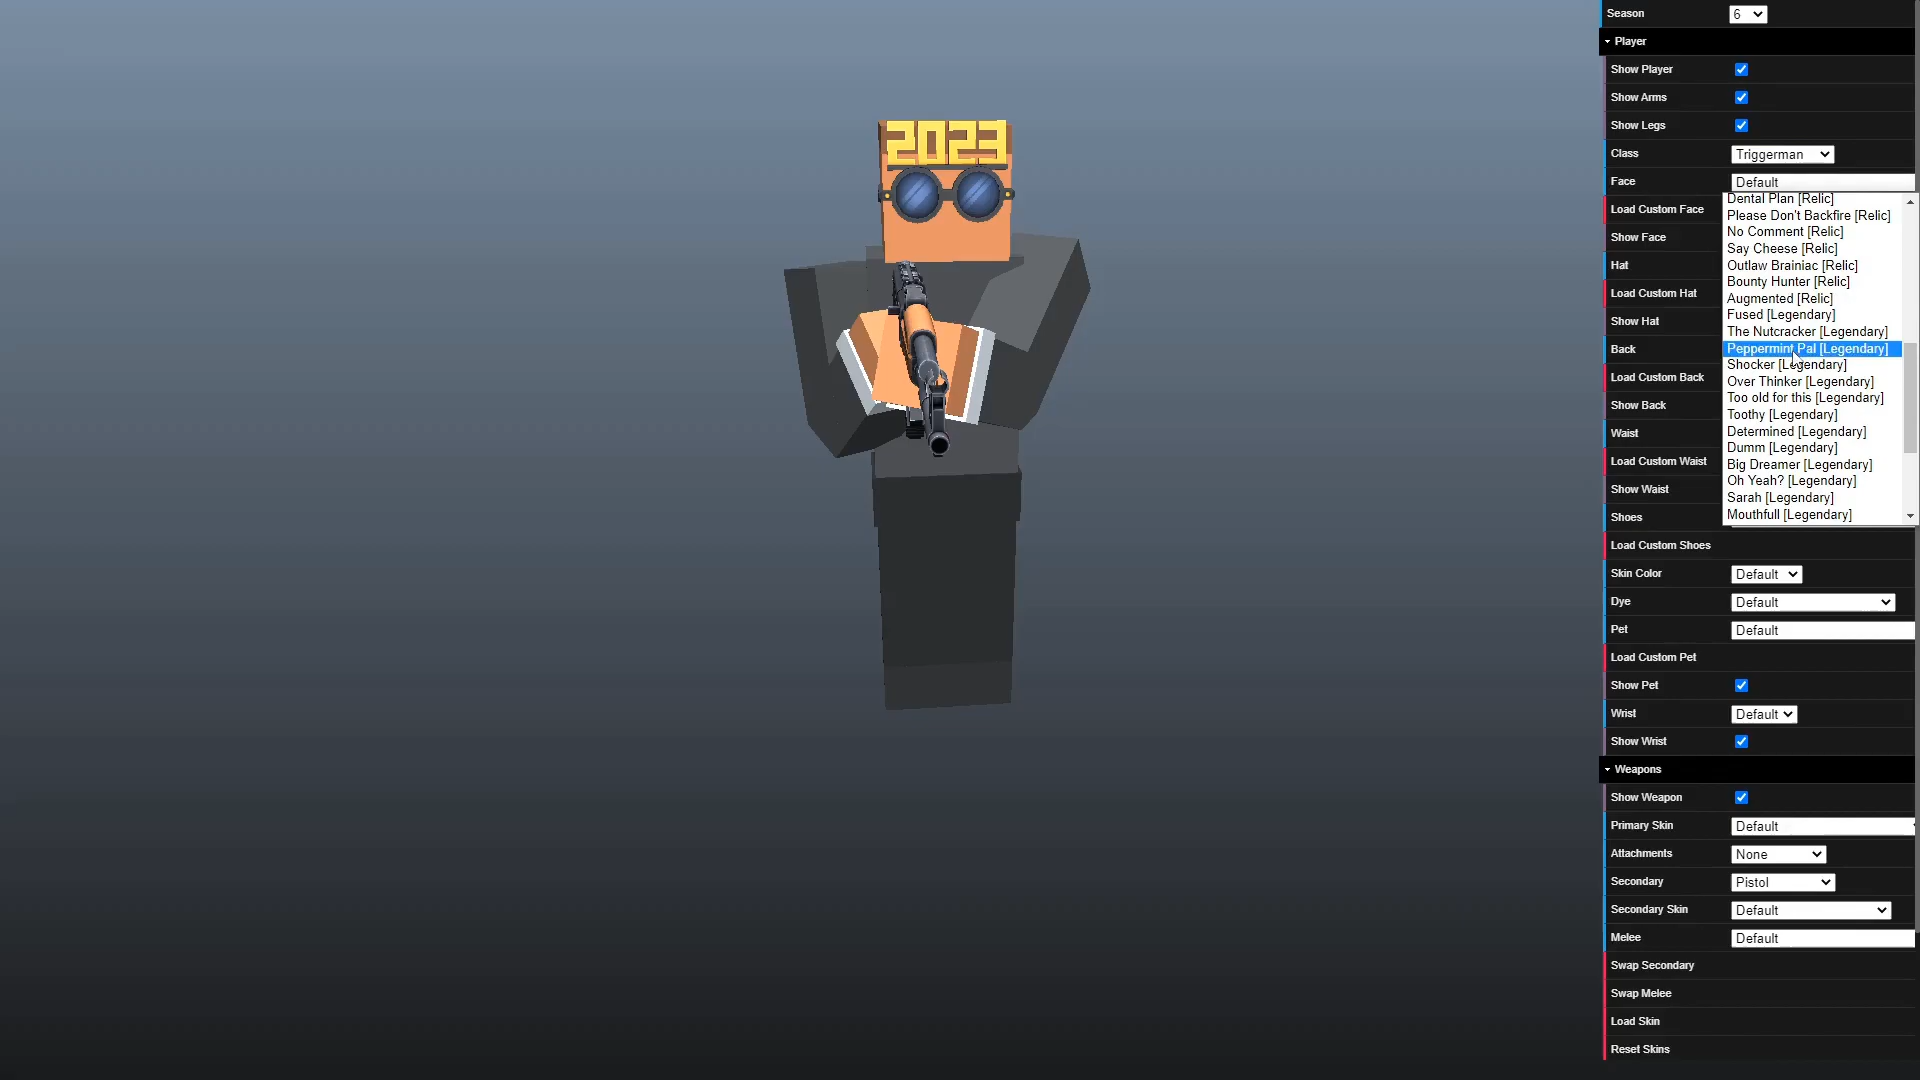 2023
Season 6
Player
Show Player
Show Arms
Show Legs
Class Triggerman
Face Default
Load Custom Face
Show Face
Hat
Load Custom Hat
Show Hat
Back
Load Custom Back
Show Back
Waist
Load Custom Waist
Show Waist
Shoes
Dental Plan [Relic]
Please Don't Backfire [Relic]
No Comment [Relic]
Say Cheese [Relic]
Outlaw Brainiac [Relic]
Bounty Hunter [Relic]
Augmented [Relic]
Fused [Legendary]
The Nutcracker [Legendary]
Peppermint Pal [Legendary]
Shocker [Legendary]
Over Thinker [Legendary]
Too old for this [Legendary]
Toothy [Legendary]
Determined [Legendary]
Dumm [Legendary]
Big Dreamer [Legendary]
Oh Yeah? [Legendary]
Sarah [Legendary]
Mouthfull [Legendary]
Load Custom Shoes
Skin Color Default
Dye Default
Pet Default
Load Custom Pet
Show Pet
Wrist Default
Show Wrist
Weapons
Show Weapon
Primary Skin Default
Attachments None
Secondary Pistol
Secondary Skin Default
Melee Default
Swap Secondary
Swap Melee
Load Skin
Reset Skins